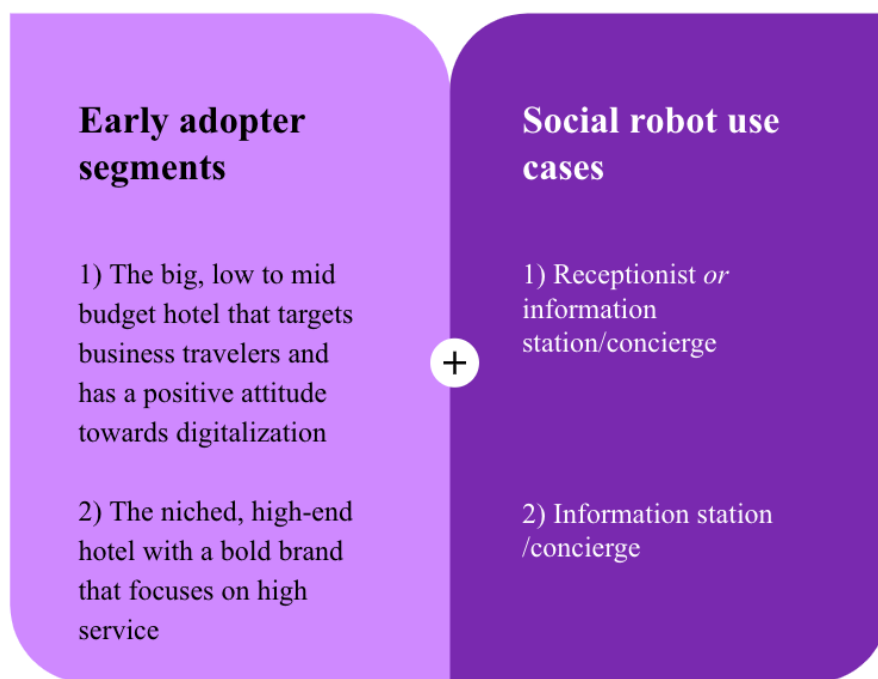 Early adopter
segments
1) The big, low to mid
budget hotel that targets
business travelers and
has a positive attitude
towards digitalization
2) The niched, high-end
hotel with a bold brand
that focuses on high
service
+
Social robot use
cases
1) Receptionist or
information
station/concierge
2) Information station
/concierge